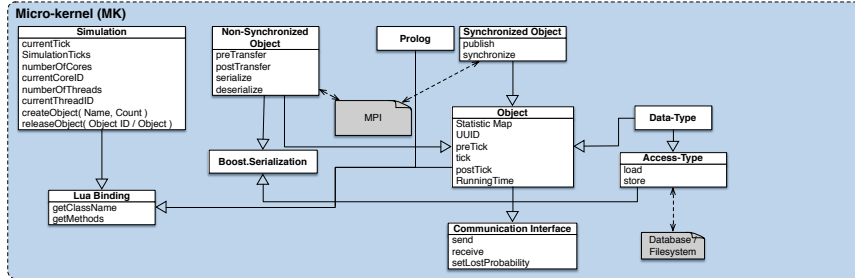 Micro-kernel (MK)
Simulation
currentTick
SimulationTicks
numberOfCores
currentCoreID
numberOfThreads
currentThreadID
createObject( Name, Count )
releaseObject( Object ID / Object )
Non-Synchronized
Object
preTransfer
postTransfer
serialize
deserialize
Prolog
Synchronized Object
publish
synchronize
MPI
Object
Statistic Map
UUID
preTick
tick
postTick
RunningTime
Data-Type
Boost.Serialization
Access-Type
load
store
Lua Binding
getClassName
getMethods
Communication Interface
send
receive
setLostProbability
Database /
Filesystem